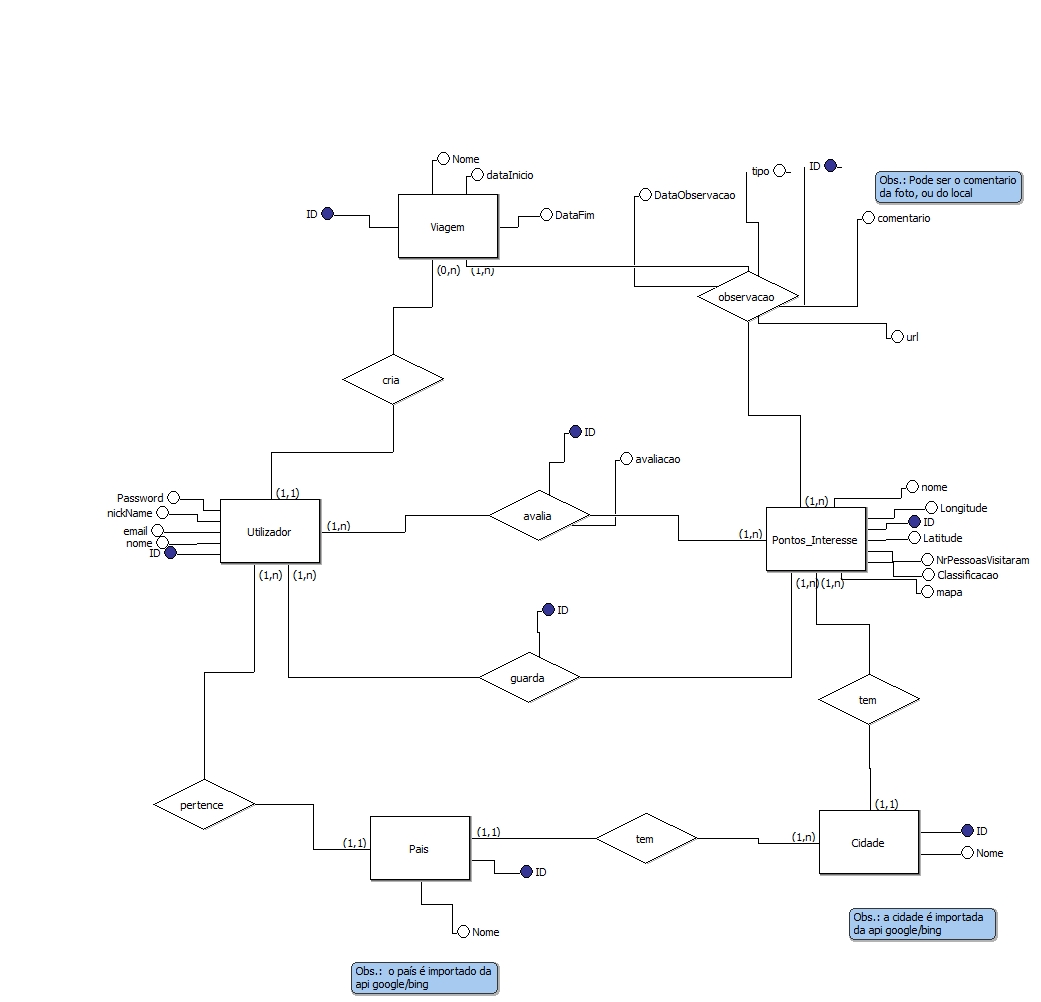 Nome
dataInicio
ID
DataFim
Viagem
(0,n)
(1,n)
DataObservacao
tipo
ID
Obs.: Pode ser o comentario
da foto, ou do local
comentario
observacao
url
cria
ID
avaliacao
avalia
(1,1)
Password
nickName
email
nome
ID
Utilizador
(1,n)
(1,n)
(1,n)
(1,n)
(1,n)
nome
Longitude
ID
Latitude
NrPessoasVisitaram
Classificacao
mapa
Pontos_Interesse
(1,n)
(1,n)
ID
guarda
tem
pertence
(1,1)
Pais
(1,1)
ID
Nome
tem
(1,n)
(1,1)
Cidade
ID
Nome
Obs.: a cidade é importada
da api google/bing
Obs.: o país é importado da
api google/bing